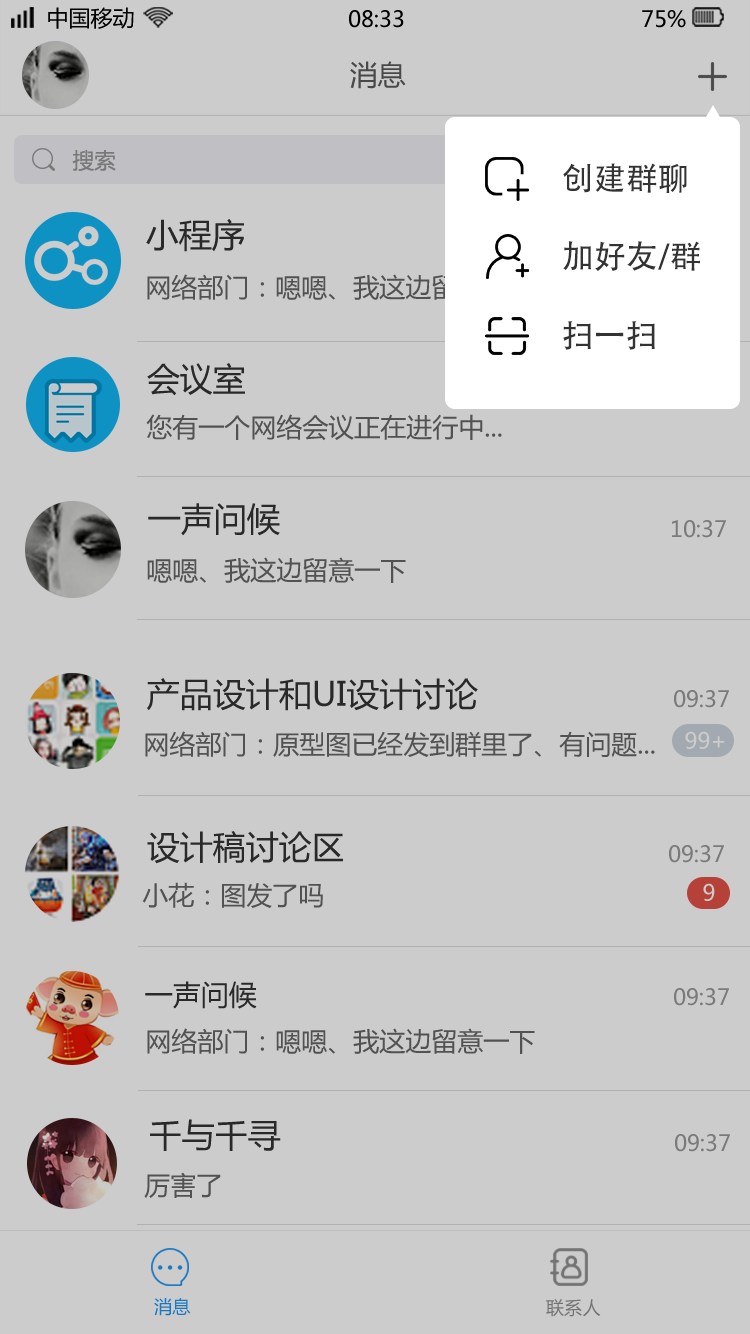 中国移动 08:33 75%
消息
搜索
创建群聊
加好友/群
扫一扫
小程序
网络部门：嗯嗯、我这边留
会议室
您有一个网络会议正在进行中...
一声问候 10:37
嗯嗯、我这边留意一下
产品设计和UI设计讨论 09:37
网络部门：原型图已经发到群里了、有问题... 99+
设计稿讨论区 09:37
小花：图发了吗 9
一声问候 09:37
网络部门：嗯嗯、我这边留意一下
千与千寻 09:37
厉害了
消息 联系人